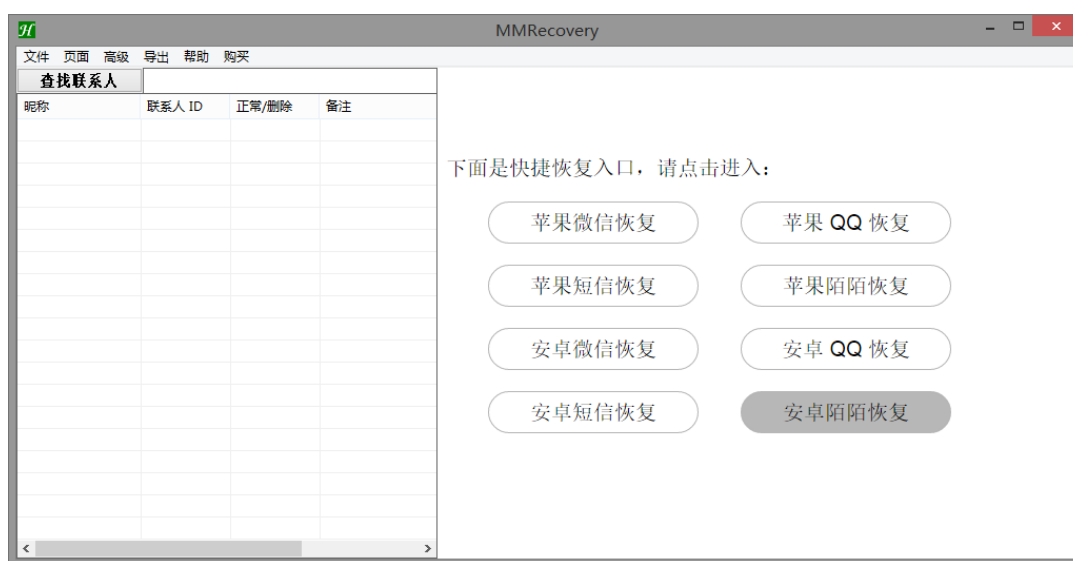 MMRecovery
文件 页面 高级 导出 帮助 购买
查找联系人
昵称 联系人 ID 正常/删除 备注
下面是快捷恢复入口，请点击进入：
苹果微信恢复 苹果 QQ 恢复
苹果短信恢复 苹果陌陌恢复
安卓微信恢复 安卓 QQ 恢复
安卓短信恢复 安卓陌陌恢复